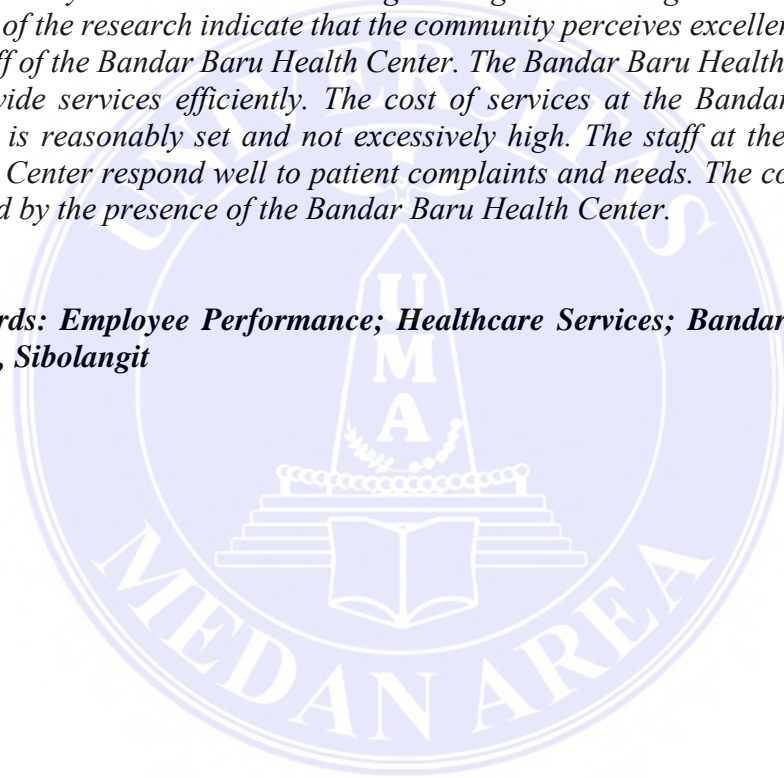 of the research indicate that the community perceives excellen
ff of the Bandar Baru Health Center. The Bandar Baru Health
vide services efficiently. The cost of services at the Bandar
is reasonably set and not excessively high. The staff at the
Center respond well to patient complaints and needs. The co
d by the presence of the Bandar Baru Health Center.
rds: Employee Performance; Healthcare Services; Bandar
, Sibolangit
UNIVERSITAS
UMA
MEDAN AREA